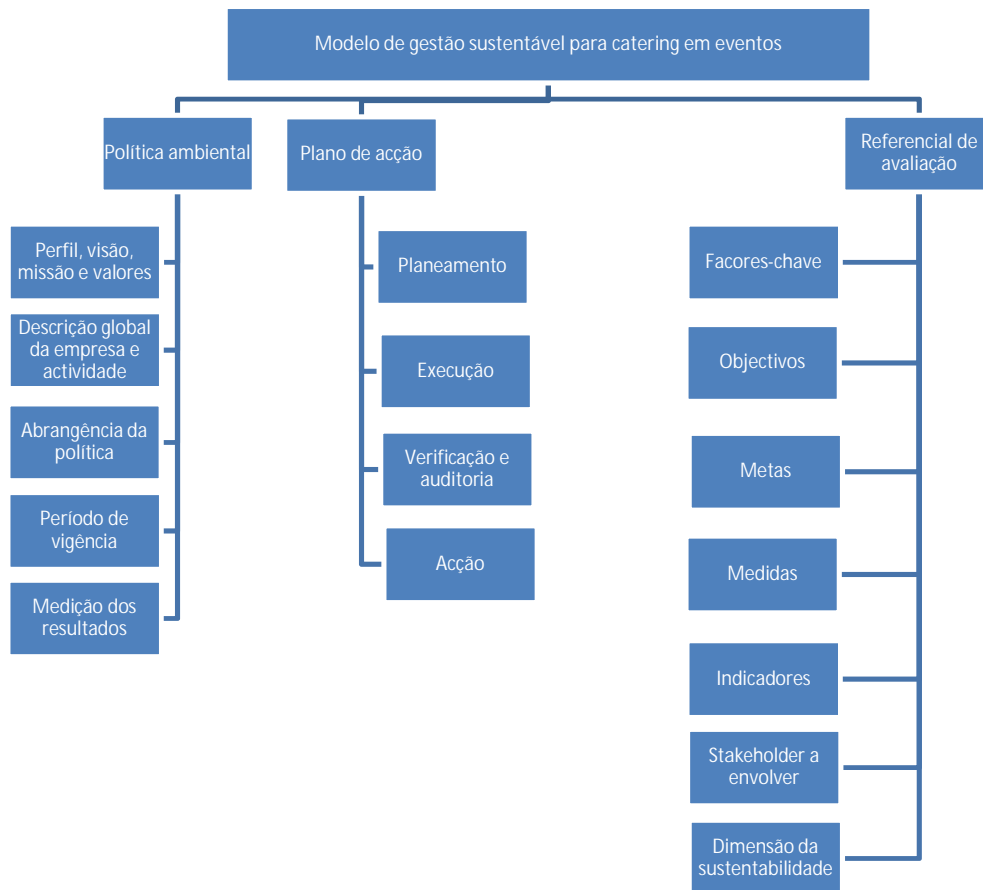 Modelo de gestão sustentável para catering em eventos
Política ambiental
Perfil, visão,
missão e valores
Descrição global
da empresa e
actividade
Abrangência da
política
Período de
vigência
Medição dos
resultados
Plano de acção
Planeamento
Execução
Verificação e
auditoria
Acção
Referencial de
avaliação
Facores-chave
Objectivos
Metas
Medidas
Indicadores
Stakeholder a
envolver
Dimensão da
sustentabilidade